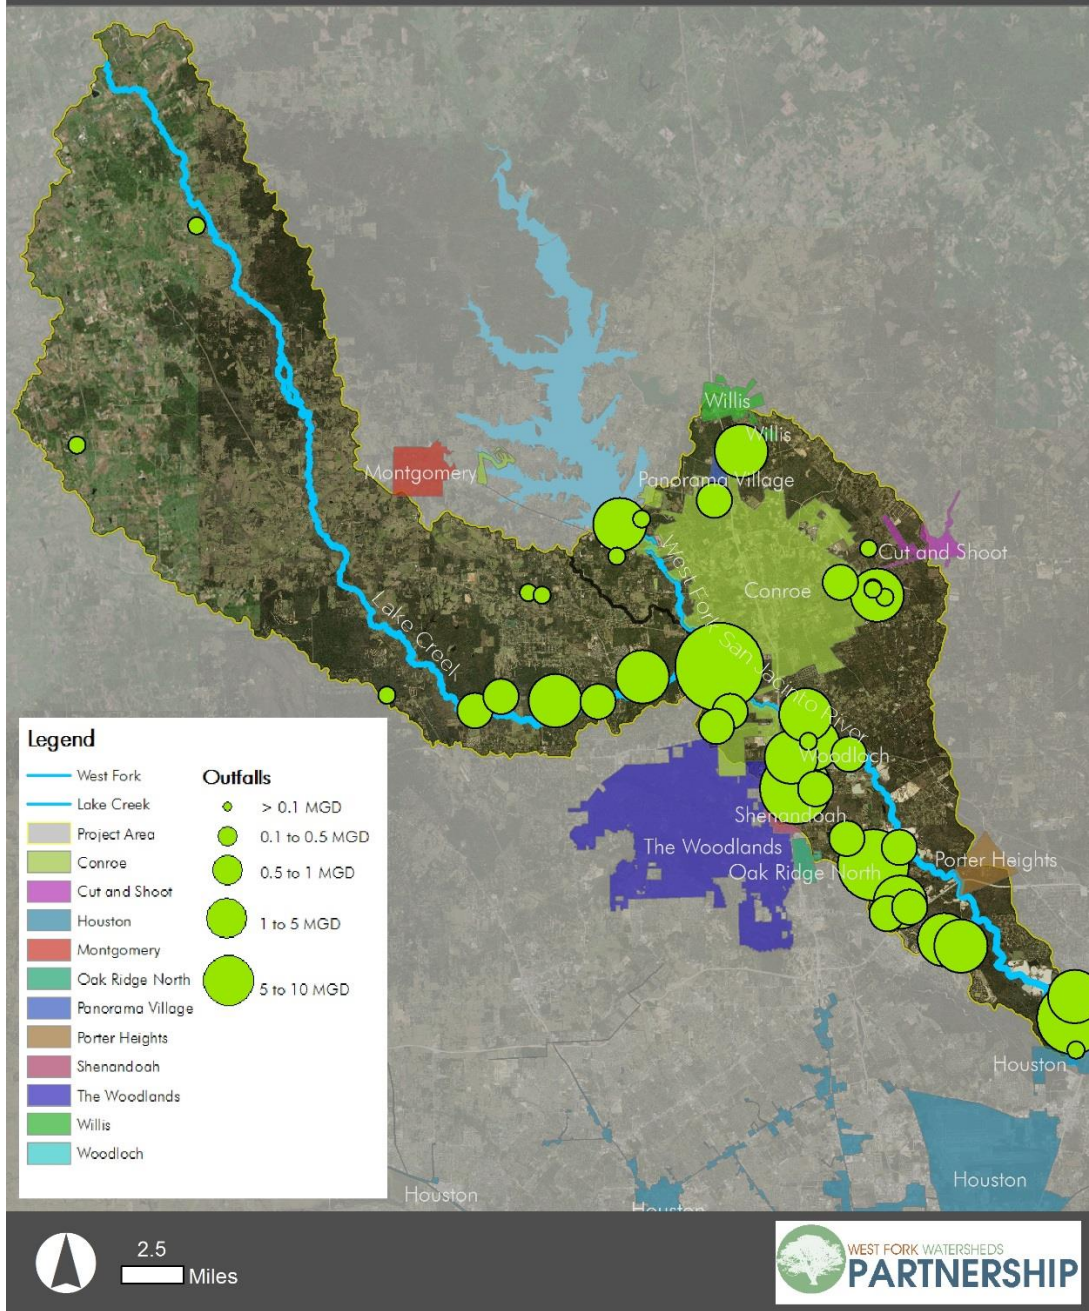 Willis
Willis
Montgomery
Panorama Village
Cut and Shoot
West Fork San Jacinto River
Conroe
Lake Creek
Woodloch
Shenandoah
The Woodlands
Oak Ridge North
Porter Heights
Houston
Houston
Houston
Houston
Legend
West Fork
Lake Creek
Project Area
Conroe
Cut and Shoot
Houston
Montgomery
Oak Ridge North
Panorama Village
Porter Heights
Shenandoah
The Woodlands
Willis
Woodloch
Outfalls
> 0.1 MGD
0.1 to 0.5 MGD
0.5 to 1 MGD
1 to 5 MGD
5 to 10 MGD
2.5
Miles
WEST FORK WATERSHEDS
PARTNERSHIP